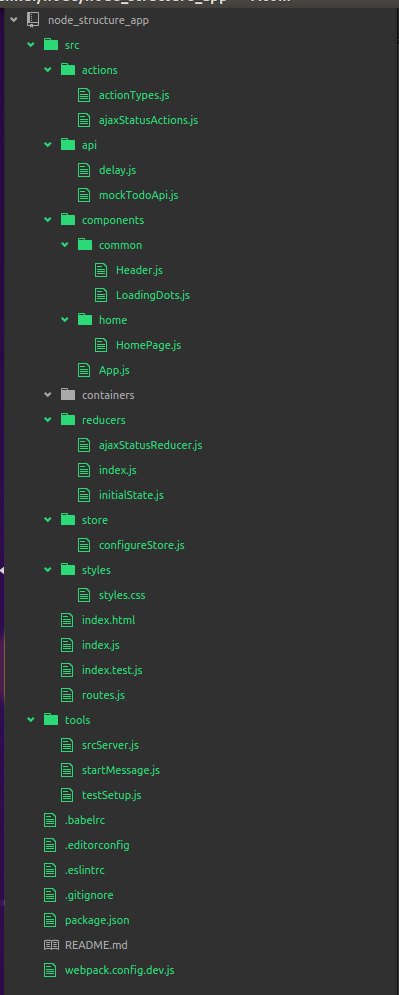 node_structure_app
src
actions
actionTypes.js
ajaxStatusActions.js
api
delay.js
mockTodoApi.js
components
common
Header.js
LoadingDots.js
home
HomePage.js
App.js
containers
reducers
ajaxStatusReducer.js
index.js
initialState.js
store
configureStore.js
styles
styles.css
index.html
index.js
index.test.js
routes.js
tools
srcServer.js
startMessage.js
testSetup.js
.babelrc
.editorconfig
.eslintrc
.gitignore
package.json
README.md
webpack.config.dev.js